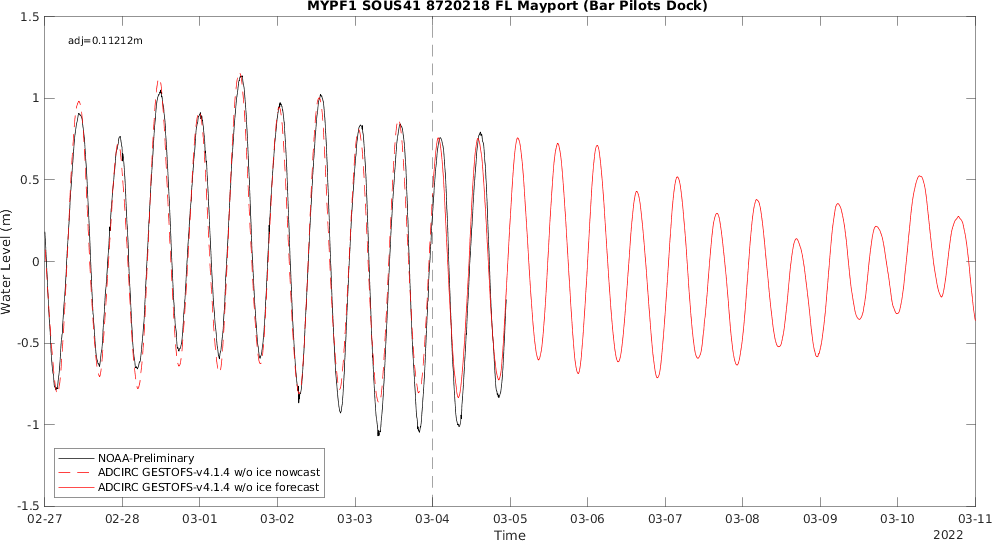 MYPF1 SOUS41 8720218 FL Mayport (Bar Pilots Dock)
adj=0.11212m
1.5
1
0.5
0
-0.5
-1
-1.5
Water Level (m)
NOAA-Preliminary
ADCIRC GESTOFS-v4.1.4 w/o ice nowcast
ADCIRC GESTOFS-v4.1.4 w/o ice forecast
02-27 02-28 03-01 03-02 03-03 03-04 03-05 03-06 03-07 03-08 03-09 03-10 03-11
Time
2022